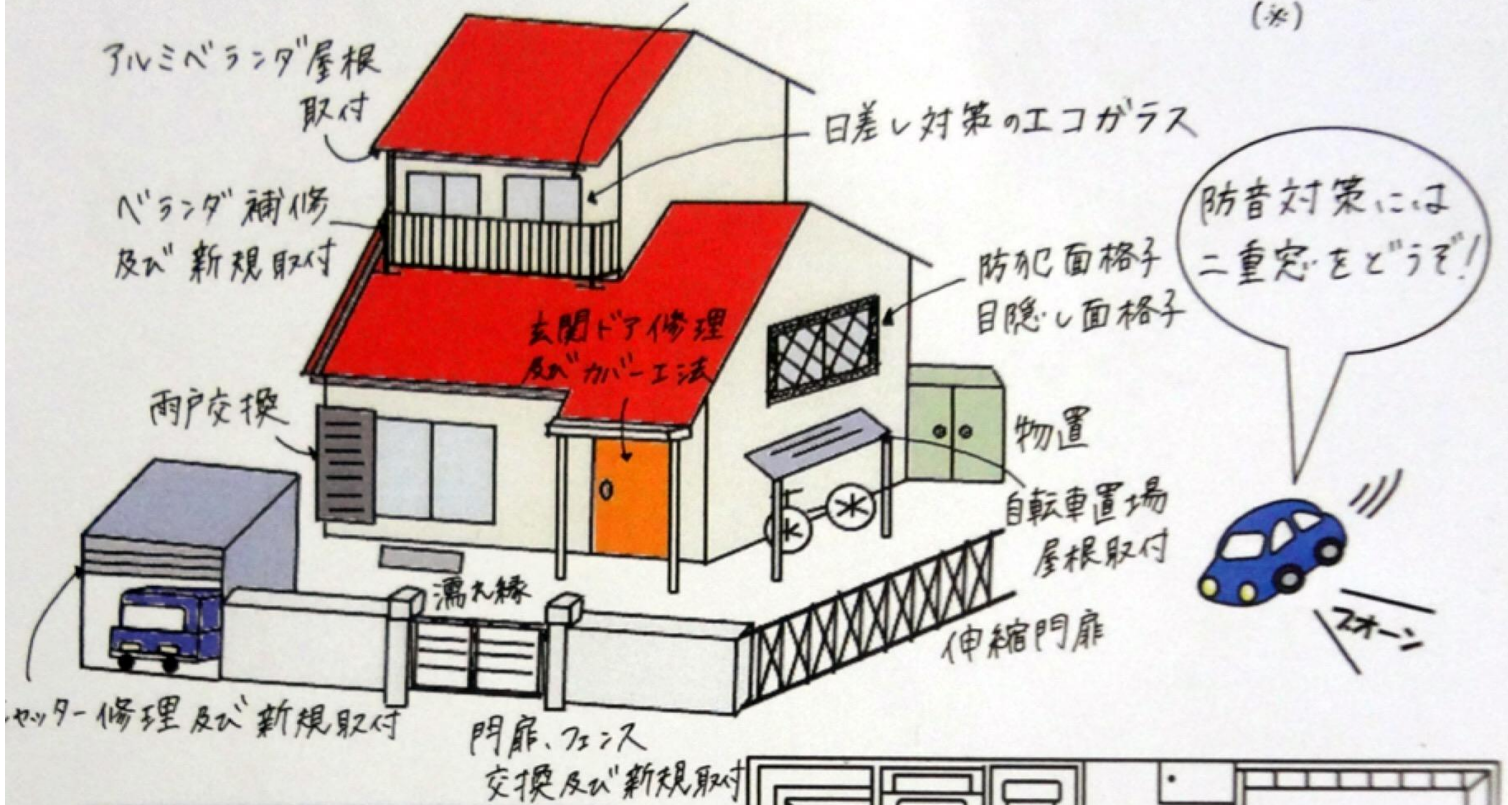 (※)
アルミベランダ屋根
取付
日差し対策のエコガラス
ベランダ補修
及び新規取付
防音対策には
二重窓をどうぞ!
防犯面格子
目隠し面格子
玄関ドア修理
及びカバー工法
雨戸交換
物置
自転車置場
屋根取付
濡れ縁
伸縮門扉
ズオーン
シャッター修理及び新規取付
門扉、フェンス
交換及び新規取付